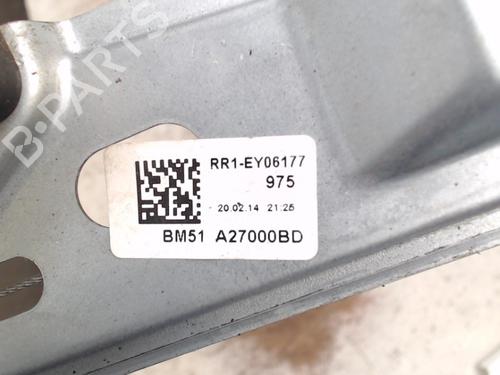 B-PARTS
RR1-EY06177
975
20.02.14 21:25
BM51 A27000BD